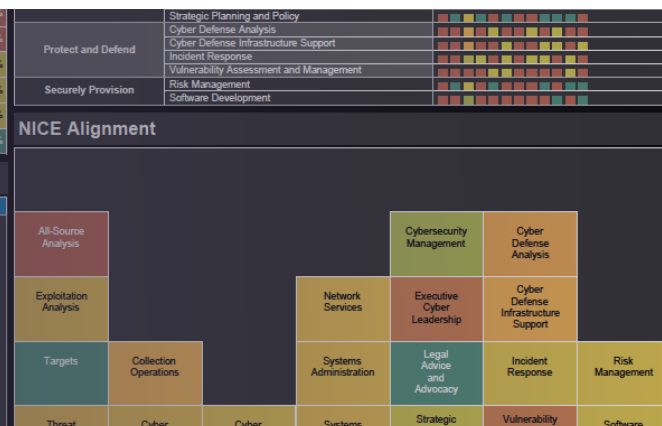 Strategic Planning and Policy
Protect and Defend
Cyber Defense Analysis
Cyber Defense Infrastructure Support
Incident Response
Vulnerability Assessment and Management
Securely Provision
Risk Management
Software Development
NICE Alignment
All-Source
Analysis
Cybersecurity
Management
Cyber
Defense
Analysis
Exploitation
Analysis
Network
Services
Executive
Cyber
Leadership
Cyber
Defense
Infrastructure
Support
Targets
Collection
Operations
Systems
Administration
Legal
Advice
and
Advocacy
Incident
Response
Risk
Management
Threat
Cyber
Cyber
Systems
Strategic
Vulnerability
Software